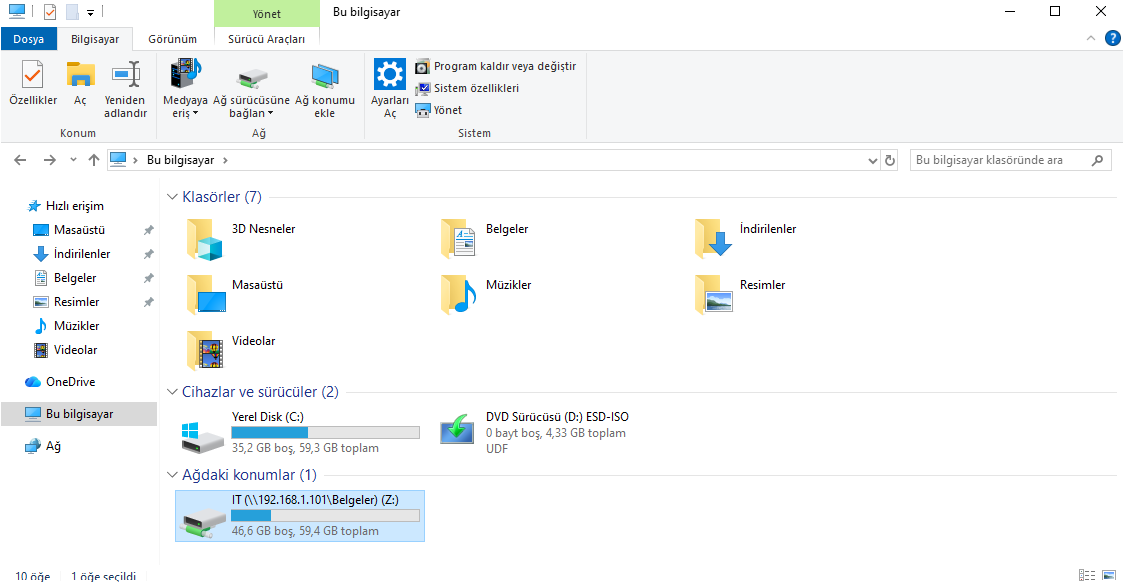 Yönet
Bu bilgisayar
Dosya
Bilgisayar
Görünüm
Sürücü Araçları
Özellikler
Aç
Yeniden
adlandır
Konum
Medyaya
eriş
Ağ sürücüsüne
bağlan
Ağ konumu
ekle
Ağ
Ayarları
Aç
Program kaldır veya değiştir
Sistem özellikleri
Yönet
Sistem
Bu bilgisayar
Bu bilgisayar klasöründe ara
Hızlı erişim
Masaüstü
İndirilenler
Belgeler
Resimler
Müzikler
Videolar
OneDrive
Bu bilgisayar
Ağ
Klasörler (7)
3D Nesneler
Belgeler
İndirilenler
Masaüstü
Müzikler
Resimler
Videolar
Cihazlar ve sürücüler (2)
Yerel Disk (C:)
35,2 GB boş, 59,3 GB toplam
DVD Sürücüsü (D:) ESD-ISO
0 bayt boş, 4,33 GB toplam
UDF
Ağdaki konumlar (1)
IT (\\192.168.1.101\Belgeler) (Z:)
46,6 GB boş, 59,4 GB toplam
10 öğe
1 öğe seçildi